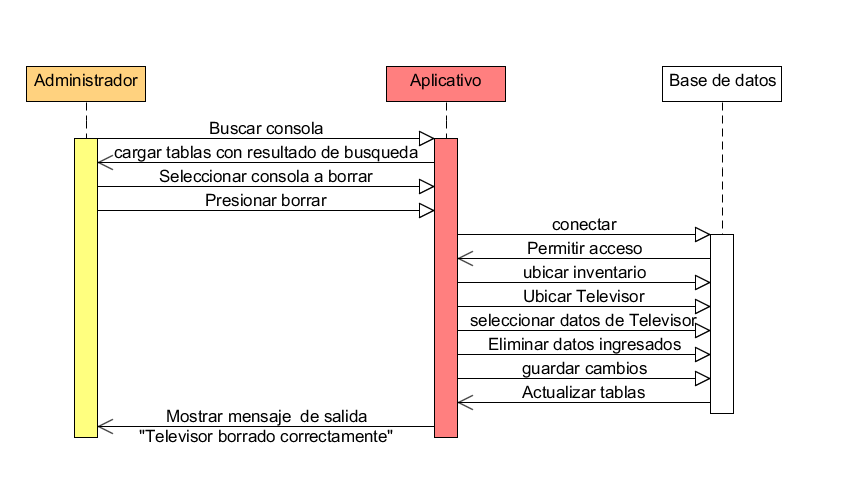 Administrador
Aplicativo
Base de datos
Buscar consola
cargar tablas con resultado de busqueda
Seleccionar consola a borrar
Presionar borrar
conectar
Permitir acceso
ubicar inventario
Ubicar Televisor
seleccionar datos de Televisor
Eliminar datos ingresados
guardar cambios
Actualizar tablas
Mostrar mensaje de salida
"Televisor borrado correctamente"